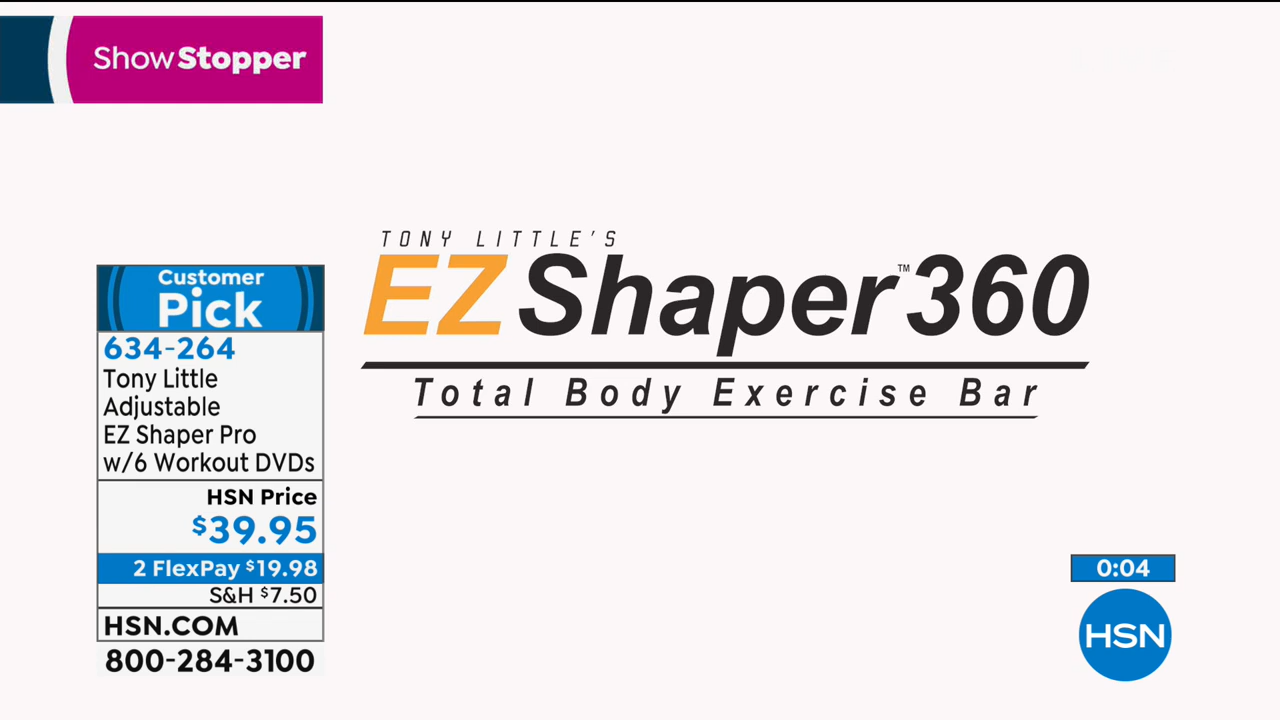 ShowStopper
TONY LITTLE'S
EZ Shaper™ 360
Total Body Exercise Bar
Customer
Pick
634-264
Tony Little
Adjustable
EZ Shaper Pro
w/6 Workout DVDs
HSN Price
$39.95
2 FlexPay $19.98
S&H $7.50
HSN.COM
800-284-3100
0:04
HSN